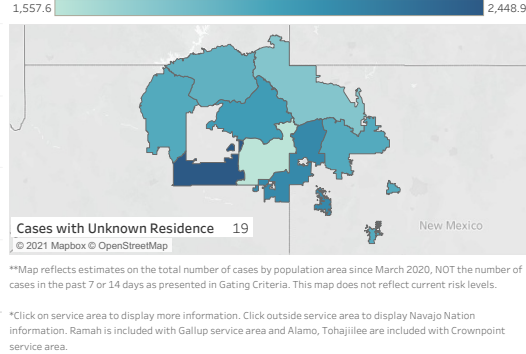 1,557.6 2,448.9
New Mexico
Cases with Unknown Residence 19
© 2021 Mapbox © OpenStreetMap
**Map reflects estimates on the total number of cases by population area since March 2020, NOT the number of
cases in the past 7 or 14 days as presented in Gating Criteria. This map does not reflect current risk levels.
*Click on service area to display more information. Click outside service area to display Navajo Nation
information. Ramah is included with Gallup service area and Alamo, Tohajiilee are included with Crownpoint
service area.